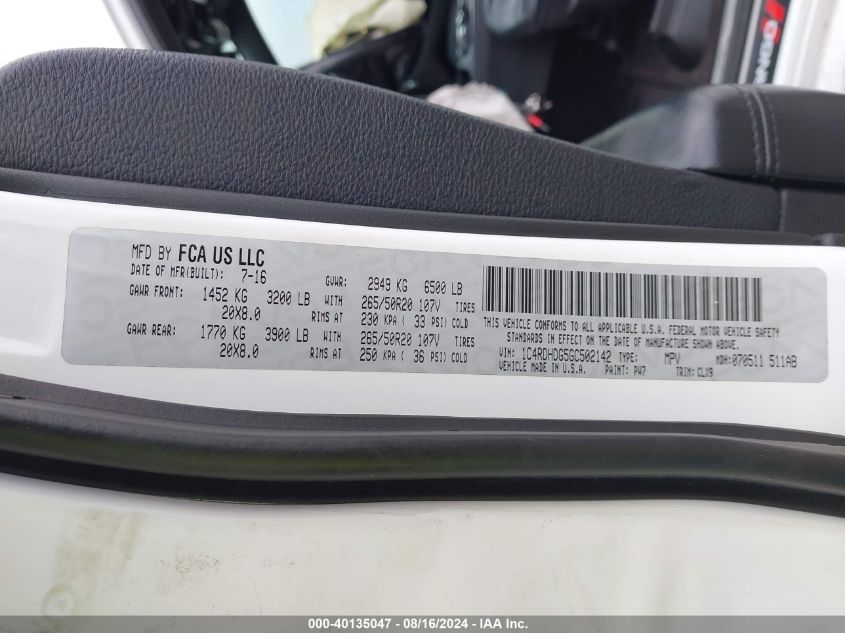 CENC
MFD BY FCA US LLC
DATE OF MFR(BUILT): 7-16 GVWR: 2949 KG 6500 LB
GAWR FRONT: 1452 KG 3200 LB WITH 265/50R20 107V TIRES
20X8.0 RIMS AT 230 KPA ( 33 PSI) COLD
GAWR REAR: 1770 KG 3900 LB WITH 265/50R20 107V TIRES
20X8.0 RIMS AT 250 KPA ( 36 PSI) COLD
THIS VEHICLE CONFORMS TO ALL APPLICABLE U.S.A. FEDERAL MOTOR VEHICLE SAFETY
STANDARDS IN EFFECT ON THE DATE OF MANUFACTURE SHOWN ABOVE.
VIN: 1C4RDHDG5GC502142 TYPE: MPV MDH: 070511 511AB
VEHICLE MADE IN U.S.A. PAINT: PW7 TRIM: CLX9
000-40135047 - 08/16/2024 - IAA Inc.